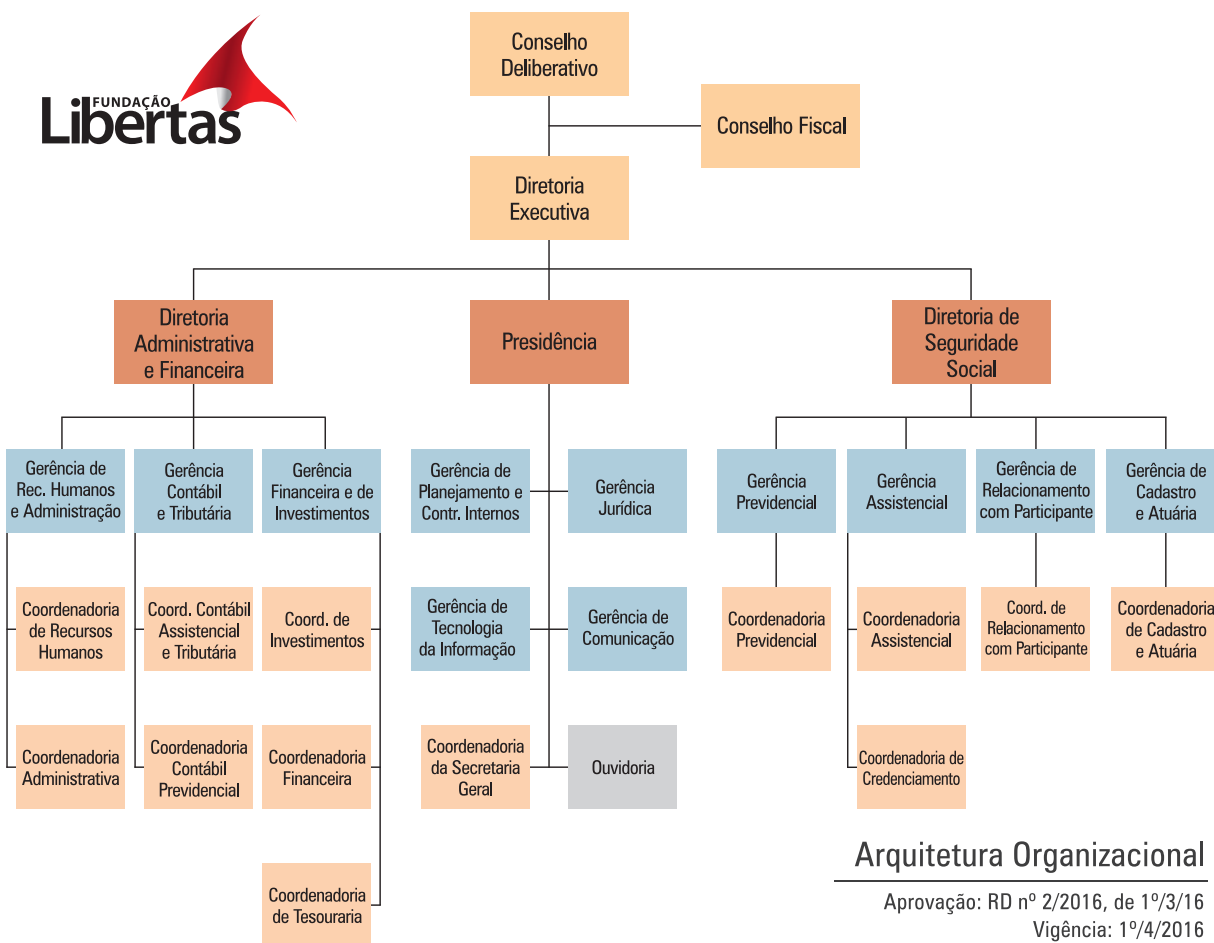 FUNDAÇÃO
Libertas
Conselho
Deliberativo
Conselho Fiscal
Diretoria
Executiva
Diretoria
Administrativa
e Financeira
Presidência
Diretoria de
Seguridade
Social
Gerência de
Rec. Humanos
e Administração
Gerência
Contábil
e Tributária
Gerência
Financeira e de
Investimentos
Gerência de
Planejamento e
Contr. Internos
Gerência
Jurídica
Gerência
Previdencial
Gerência
Assistencial
Gerência de
Relacionamento
com Participante
Gerência de
Cadastro
e Atuária
Coordenadoria
de Recursos
Humanos
Coord. Contábil
Assistencial
e Tributária
Coord. de
Investimentos
Gerência de
Tecnologia
da Informação
Gerência de
Comunicação
Coordenadoria
Previdencial
Coordenadoria
Assistencial
Coord. de
Relacionamento
com Participante
Coordenadoria
de Cadastro
e Atuária
Coordenadoria
Administrativa
Coordenadoria
Contábil
Previdencial
Coordenadoria
Financeira
Coordenadoria
da Secretaria
Geral
Ouvidoria
Coordenadoria de
Credenciamento
Coordenadoria
de Tesouraria
Arquitetura Organizacional
Aprovação: RD nº 2/2016, de 1º/3/16
Vigência: 1º/4/2016